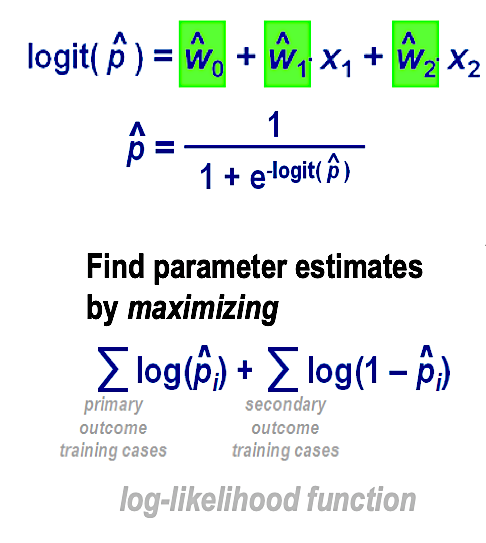 logit( p̂ ) = ŵ₀ + ŵ₁· x₁ + ŵ₂· x₂
p̂ = 1 / (1 + e^-logit( p̂ ))
Find parameter estimates
by maximizing
∑ log(p̂ᵢ) + ∑ log(1 – p̂ᵢ)
primary secondary
outcome outcome
training cases training cases
log-likelihood function